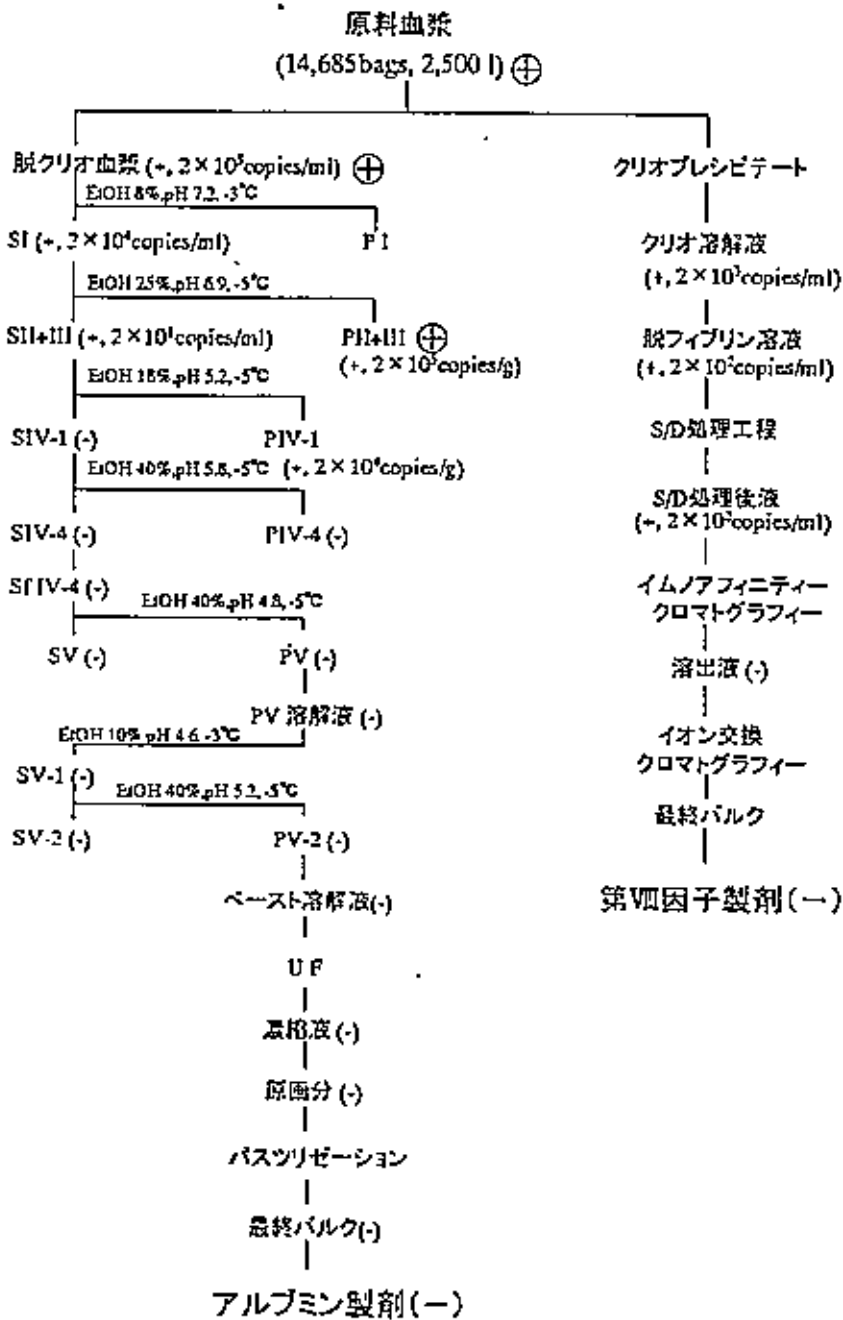 原料血漿
(14,685bags, 2,500 l) ⊕
脱クリオ血漿 (+, 2×10⁵copies/ml) ⊕
EtOH 8%,pH 7.2, -3℃
SI (+, 2×10⁴copies/ml)
PI
EtOH 25%,pH 6.9, -5℃
SII+III (+, 2×10¹copies/ml)
PII+III ⊕
(+, 2×10⁵copies/g)
EtOH 18%,pH 5.2, -5℃
SIV-1 (-)
PIV-1
EtOH 40%,pH 5.8, -5℃
(+, 2×10⁴copies/g)
SIV-4 (-)
PIV-4 (-)
SfIV-4 (-)
EtOH 40%,pH 4.8, -5℃
SV (-)
PV (-)
PV 溶解液 (-)
EtOH 10%,pH 4.6, -3℃
SV-1 (-)
EtOH 40%,pH 5.2, -5℃
SV-2 (-)
PV-2 (-)
ペースト溶解液(-)
UF
濃縮液 (-)
原画分 (-)
パスツリゼーション
最終バルク(-)
アルブミン製剤(-)
クリオプレシピテート
クリオ溶解液
(+, 2×10³copies/ml)
脱フィブリン溶液
(+, 2×10²copies/ml)
S/D処理工程
S/D処理後液
(+, 2×10²copies/ml)
イムノアフィニティー
クロマトグラフィー
溶出液 (-)
イオン交換
クロマトグラフィー
最終バルク
第Ⅷ因子製剤(-)